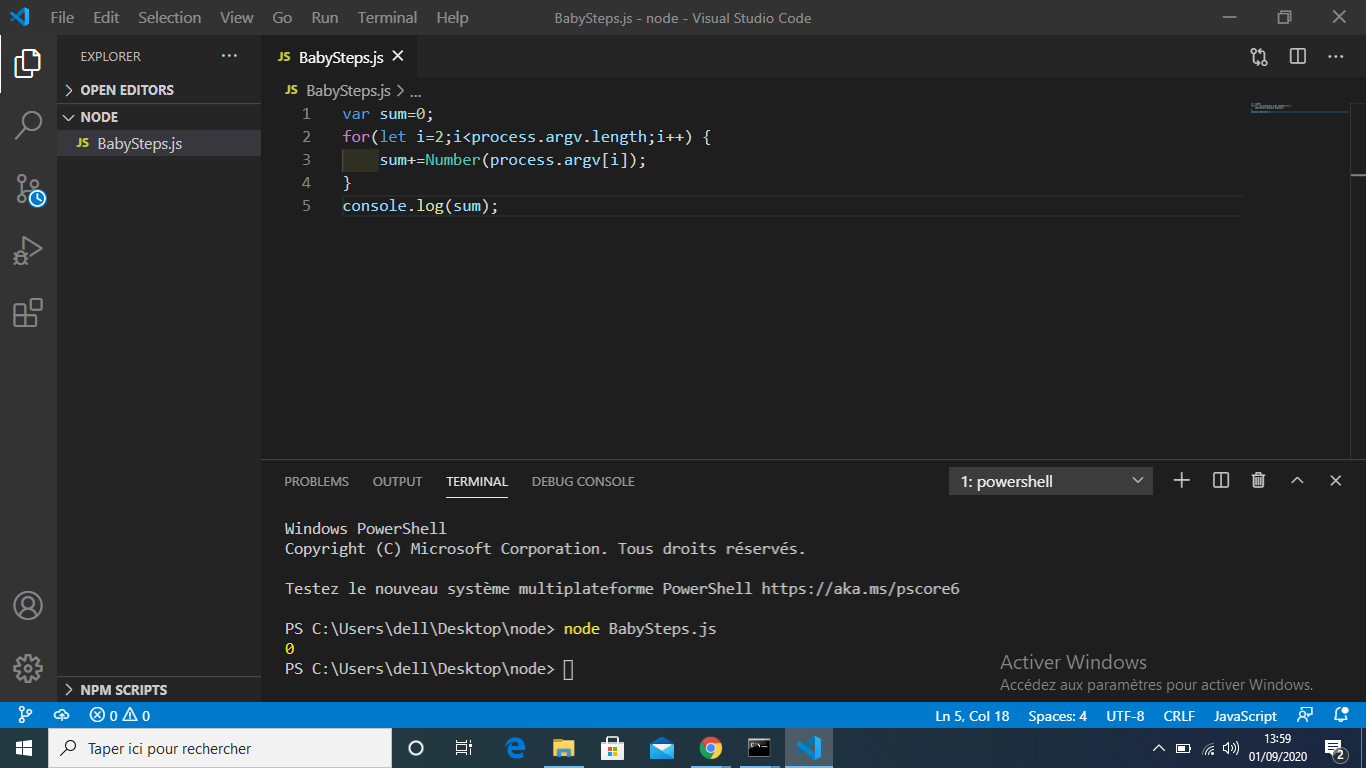 File Edit Selection View Go Run Terminal Help BabySteps.js - node - Visual Studio Code
EXPLORER ···
OPEN EDITORS
NODE
JS BabySteps.js
NPM SCRIPTS
JS BabySteps.js
JS BabySteps.js > ...
1 var sum=0;
2 for(let i=2;i<process.argv.length;i++) {
3 sum+=Number(process.argv[i]);
4 }
5 console.log(sum);
PROBLEMS OUTPUT TERMINAL DEBUG CONSOLE 1: powershell
Windows PowerShell
Copyright (C) Microsoft Corporation. Tous droits réservés.
Testez le nouveau système multiplateforme PowerShell https://aka.ms/pscore6
PS C:\Users\dell\Desktop\node> node BabySteps.js
0
PS C:\Users\dell\Desktop\node>
Activer Windows
Accédez aux paramètres pour activer Windows.
0 0 Ln 5, Col 18 Spaces: 4 UTF-8 CRLF JavaScript
Taper ici pour rechercher
13:59
01/09/2020
2